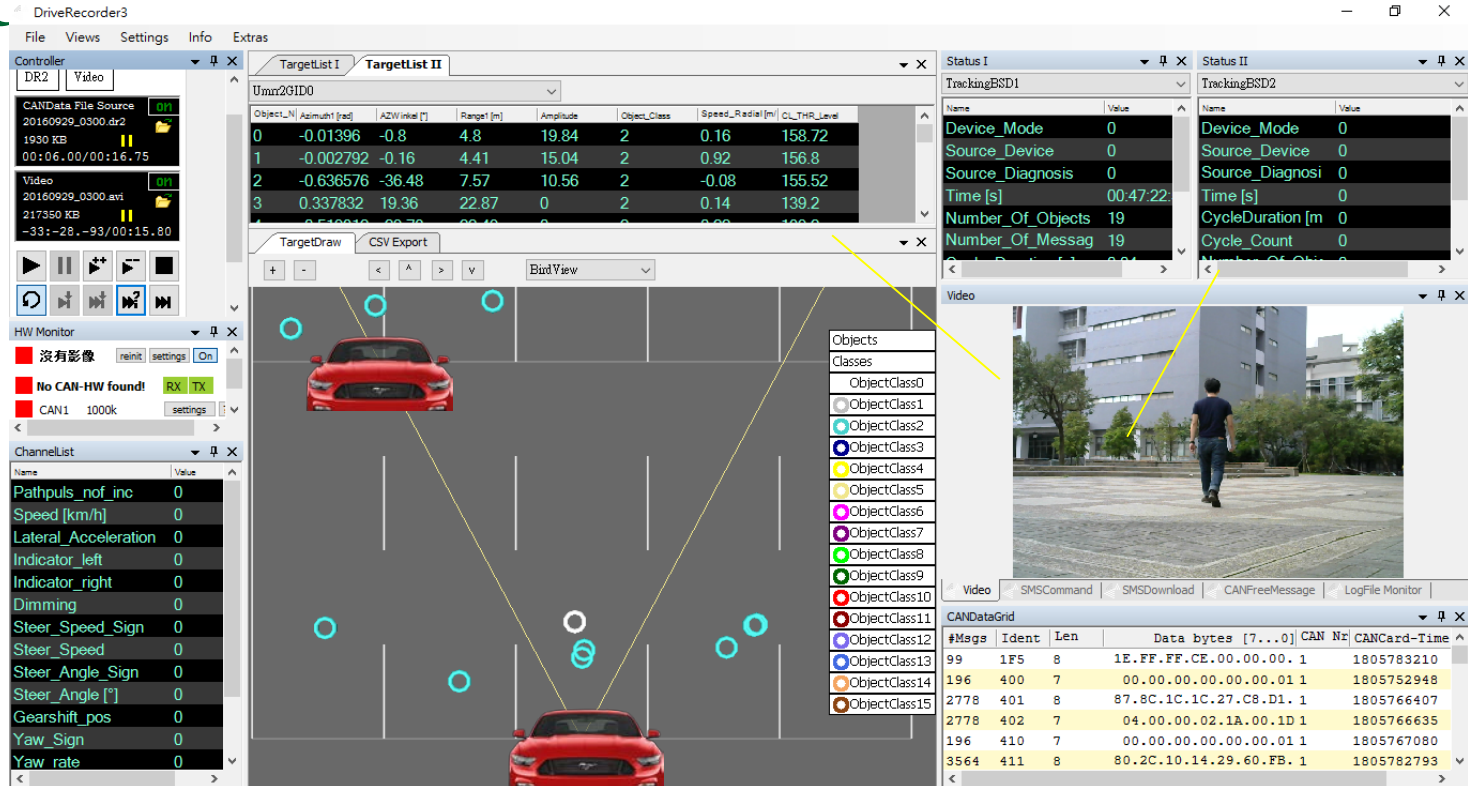 DriveRecorder3
File Views Settings Info Extras
Controller
DR2 Video
CANData File Source on
20160929_0300.dr2
1930 KB
00:06.00/00:16.75
Video on
20160929_0300.avi
217350 KB
-33:-28.-93/00:15.80
HW Monitor
沒有影像 reinit settings On
No CAN-HW found! RX TX
CAN1 1000k settings
ChannelList
Name Value
Pathpuls_nof_inc 0
Speed [km/h] 0
Lateral_Acceleration 0
Indicator_left 0
Indicator_right 0
Dimming 0
Steer_Speed_Sign 0
Steer_Speed 0
Steer_Angle_Sign 0
Steer_Angle [°] 0
Gearshift_pos 0
Yaw_Sign 0
Yaw_rate 0
TargetList I TargetList II
Umrr2GID0
Object_N Azimuth1 [rad] AZWinkel [°] Range1 [m] Amplitude Object_Class Speed_Radial [m/ CL_THR_Level
0 -0.01396 -0.8 4.8 19.84 2 0.16 158.72
1 -0.002792 -0.16 4.41 15.04 2 0.92 156.8
2 -0.636576 -36.48 7.57 10.56 2 -0.08 155.52
3 0.337832 19.36 22.87 0 2 0.14 139.2
TargetDraw CSV Export
+ - < ^ > v BirdView
Objects
Classes
ObjectClass0
ObjectClass1
ObjectClass2
ObjectClass3
ObjectClass4
ObjectClass5
ObjectClass6
ObjectClass7
ObjectClass8
ObjectClass9
ObjectClass10
ObjectClass11
ObjectClass12
ObjectClass13
ObjectClass14
ObjectClass15
Status I
TrackingBSD1
Name Value
Device_Mode 0
Source_Device 0
Source_Diagnosis 0
Time [s] 00:47:22:
Number_Of_Objects 19
Number_Of_Messag 19
Status II
TrackingBSD2
Name Value
Device_Mode 0
Source_Device 0
Source_Diagnosi 0
Time [s] 0
CycleDuration [m 0
Cycle_Count 0
Video
Video SMSCommand SMSDownload CANFreeMessage LogFile Monitor
CANDataGrid
#Msgs Ident Len Data bytes [7...0] CAN Nr CANCard-Time
99 1F5 8 1E.FF.FF.CE.00.00.00. 1 1805783210
196 400 7 00.00.00.00.00.00.01 1 1805752948
2778 401 8 87.8C.1C.1C.27.C8.D1. 1 1805766407
2778 402 7 04.00.00.02.1A.00.1D 1 1805766635
196 410 7 00.00.00.00.00.00.01 1 1805767080
3564 411 8 80.2C.10.14.29.60.FB. 1 1805782793